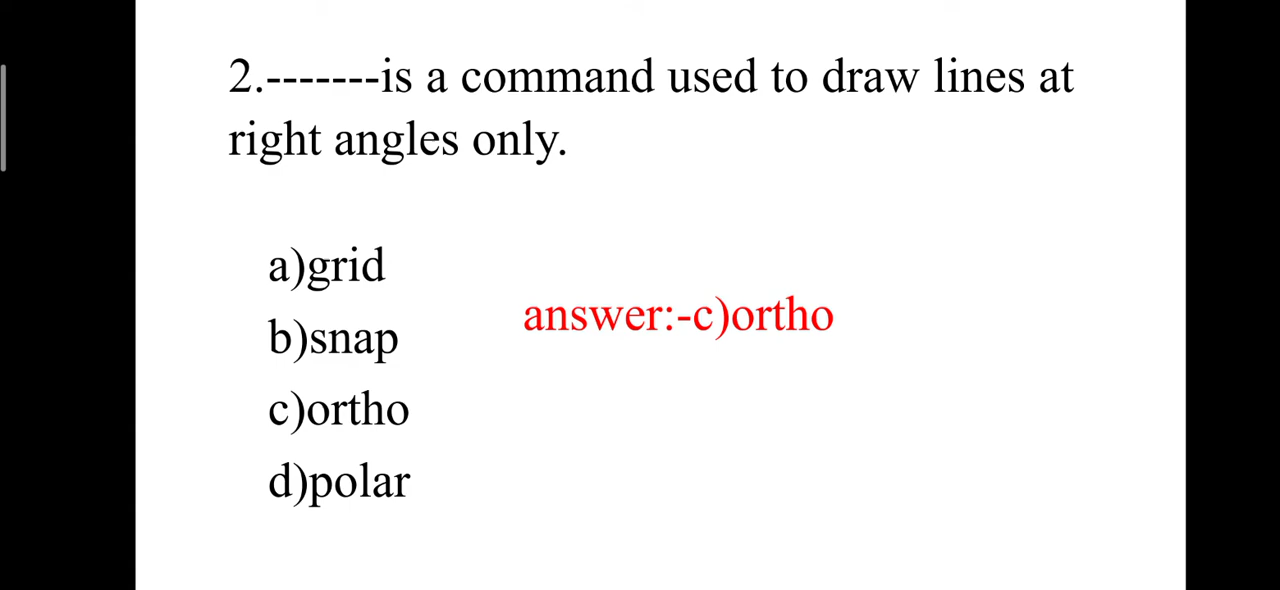 2.-------is a command used to draw lines at
right angles only.
a)grid
answer:-c)ortho
b)snap
c)ortho
d)polar